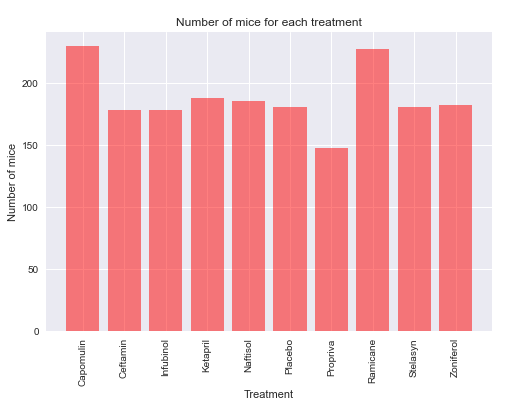 Number of mice for each treatment
Number of mice
200
150
100
50
0
Capomulin
Ceftamin
Infubinol
Ketapril
Naftisol
Placebo
Propriva
Ramicane
Stelasyn
Zoniferol
Treatment